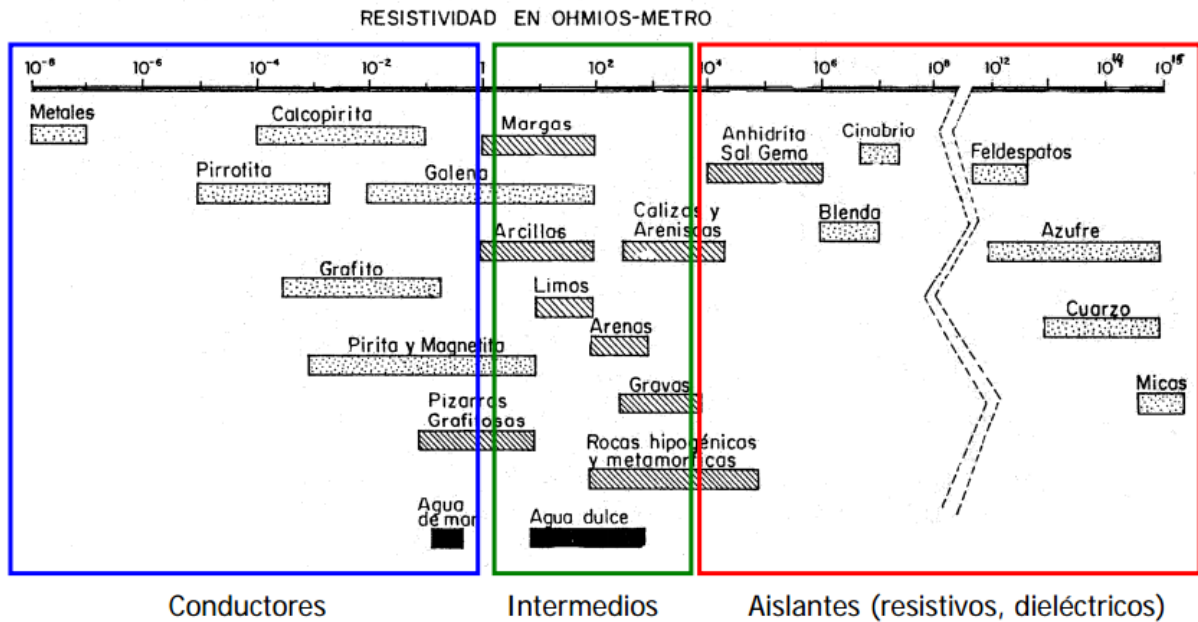 RESISTIVIDAD EN OHMIOS-METRO
10⁻⁸ 10⁻⁶ 10⁻⁴ 10⁻² 1 10² 10⁴ 10⁶ 10⁸ 10¹² 10¹⁴ 10¹⁵
Metales
Calcopirita
Margas
Anhidrita
Sal Gema
Cinabrio
Feldespatos
Pirrotita
Galena
Blenda
Arcillas
Calizas y
Areniscas
Azufre
Grafito
Limos
Arenas
Cuarzo
Pirita y Magnetita
Gravas
Micas
Pizarras
Grafitosas
Rocas hipogénicas
y metamorficas
Agua
de mar
Agua dulce
Conductores
Intermedios
Aislantes (resistivos, dieléctricos)